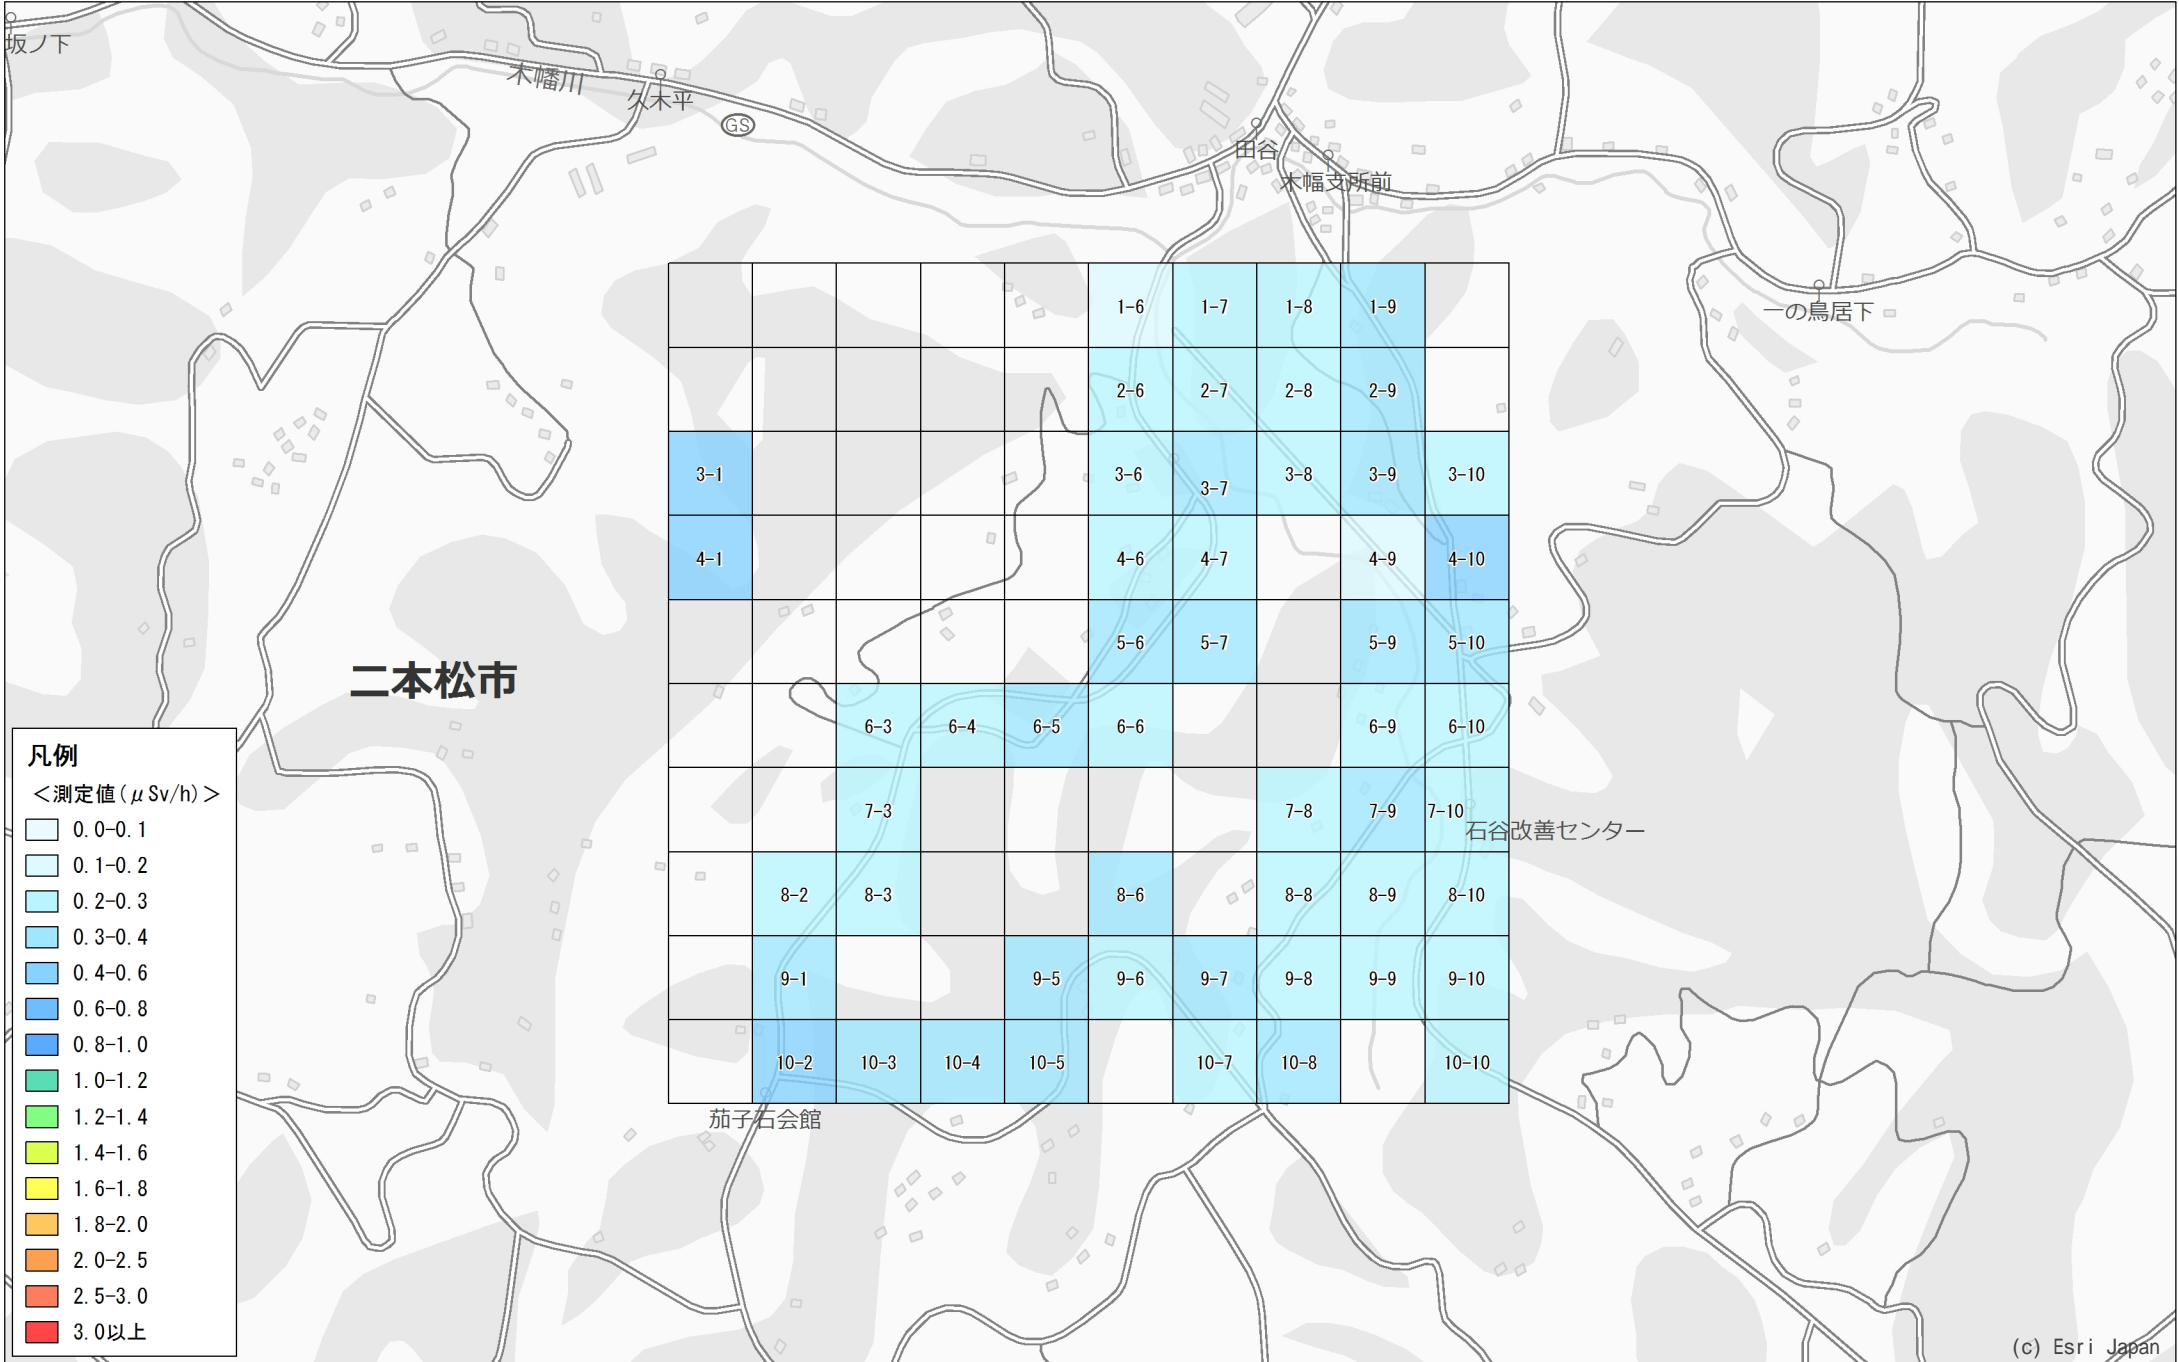 坂ノ下
木幡川
久木平
GS
田谷
木幡支所前
一の鳥居下
1-6 1-7 1-8 1-9
2-6 2-7 2-8 2-9
3-1 3-6 3-7 3-8 3-9 3-10
4-1 4-6 4-7 4-9 4-10
5-6 5-7 5-9 5-10
二本松市
6-3 6-4 6-5 6-6 6-9 6-10
7-3 7-8 7-9 7-10
石谷改善センター
8-2 8-3 8-6 8-8 8-9 8-10
9-1 9-5 9-6 9-7 9-8 9-9 9-10
10-2 10-3 10-4 10-5 10-7 10-8 10-10
茄子石会館
凡例
＜測定値(μSv/h)＞
0.0-0.1
0.1-0.2
0.2-0.3
0.3-0.4
0.4-0.6
0.6-0.8
0.8-1.0
1.0-1.2
1.2-1.4
1.4-1.6
1.6-1.8
1.8-2.0
2.0-2.5
2.5-3.0
3.0以上
(c) Esri Japan